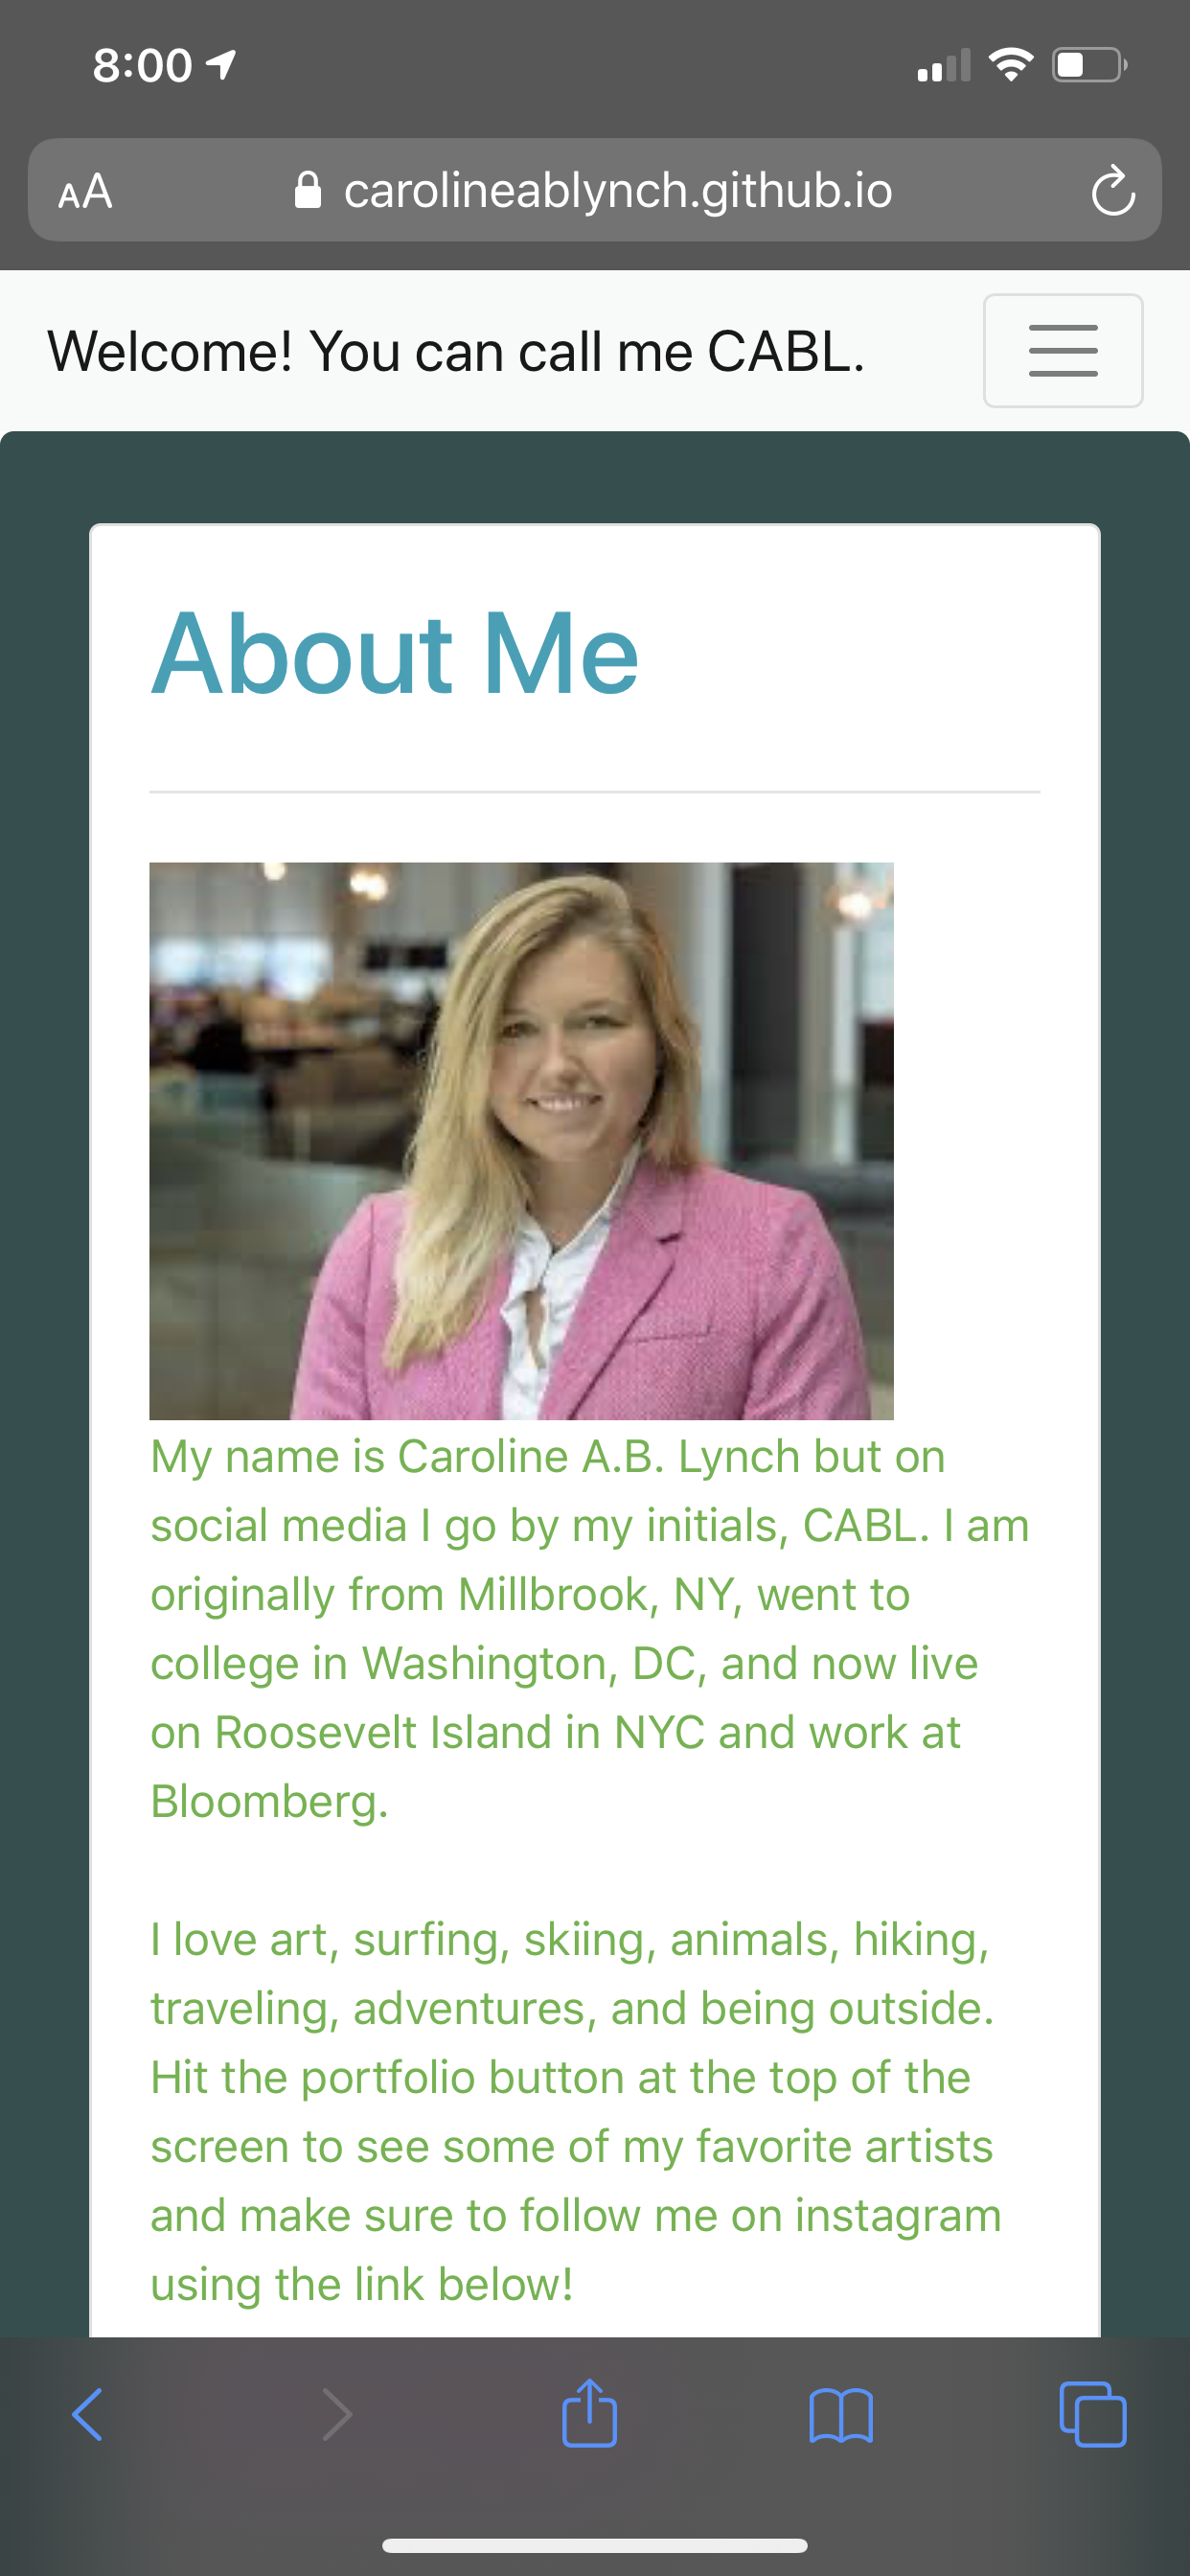 8:00
AA carolineablynch.github.io
Welcome! You can call me CABL.
About Me
My name is Caroline A.B. Lynch but on
social media I go by my initials, CABL. I am
originally from Millbrook, NY, went to
college in Washington, DC, and now live
on Roosevelt Island in NYC and work at
Bloomberg.
I love art, surfing, skiing, animals, hiking,
traveling, adventures, and being outside.
Hit the portfolio button at the top of the
screen to see some of my favorite artists
and make sure to follow me on instagram
using the link below!